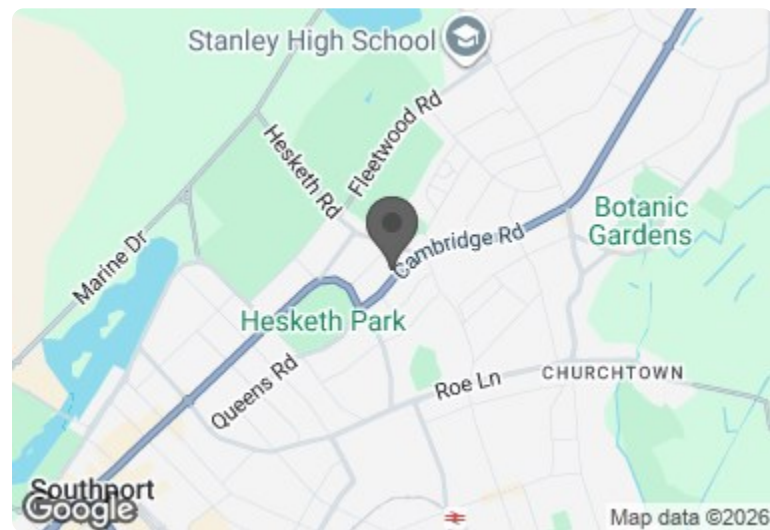 Stanley High School
Fleetwood Rd
Hesketh Rd
Botanic
Gardens
Cambridge Rd
Marine Dr
Hesketh Park
Queens Rd
Roe Ln
CHURCHTOWN
Southport
Google
Map data ©2026